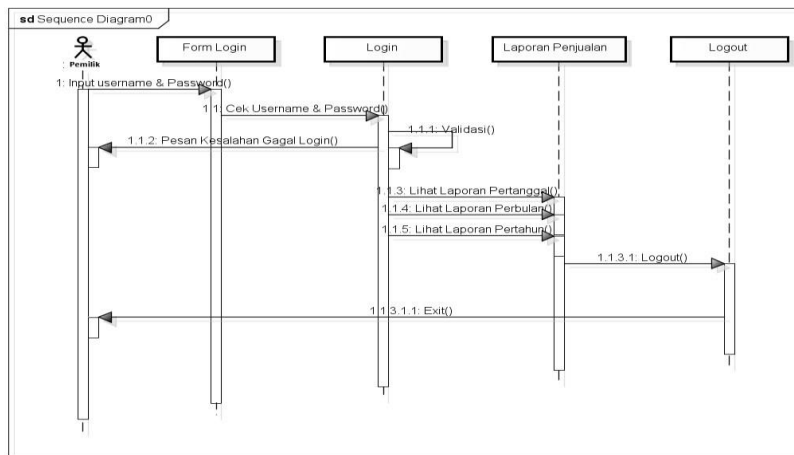 sd Sequence Diagram0
: Pemilik
Form Login
Login
Laporan Penjualan
Logout
1: Input username & Password()
1.1: Cek Username & Password()
1.1.1: Validasi()
1.1.2: Pesan Kesalahan Gagal Login()
1.1.3: Lihat Laporan Pertanggal()
1.1.4: Lihat Laporan Perbulan()
1.1.5: Lihat Laporan Pertahun()
1.1.3.1: Logout()
1.1.3.1.1: Exit()